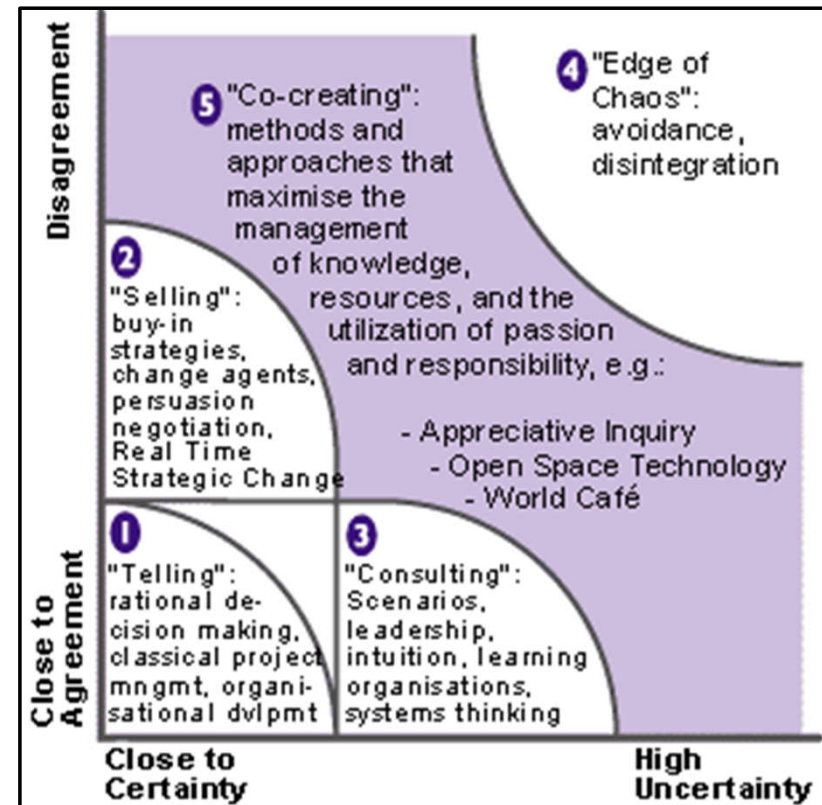 Disagreement
Close to
Agreement
5 "Co-creating":
methods and
approaches that
maximise the
management
of knowledge,
resources, and the
utilization of passion
and responsibility, e.g.:
- Appreciative Inquiry
- Open Space Technology
- World Café
4 "Edge of
Chaos":
avoidance,
disintegration
2
"Selling":
buy-in
strategies,
change agents,
persuasion
negotiation,
Real Time
Strategic Change
1
"Telling":
rational de-
cision making,
classical project
mngmt, organi-
sational dvlpmt
3
"Consulting":
Scenarios,
leadership,
intuition, learning
organisations,
systems thinking
Close to
Certainty
High
Uncertainty